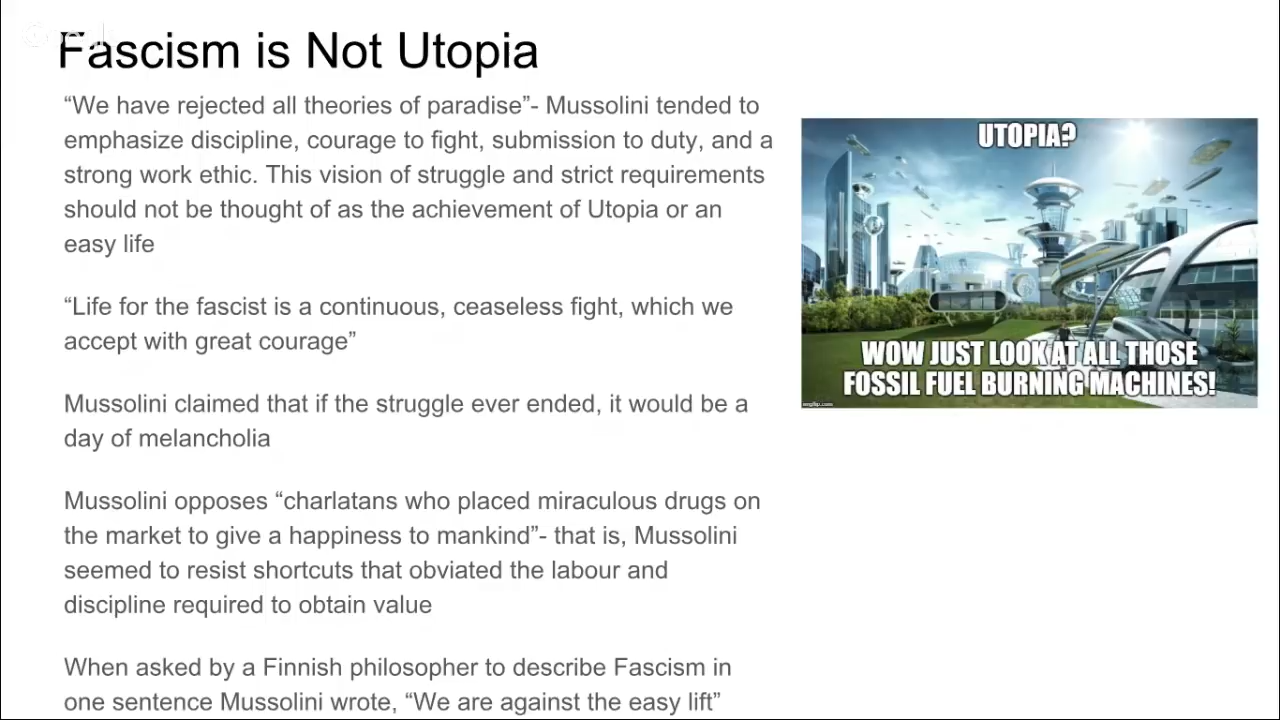 Fascism is Not Utopia
“We have rejected all theories of paradise”- Mussolini tended to
emphasize discipline, courage to fight, submission to duty, and a
strong work ethic. This vision of struggle and strict requirements
should not be thought of as the achievement of Utopia or an
easy life
“Life for the fascist is a continuous, ceaseless fight, which we
accept with great courage”
Mussolini claimed that if the struggle ever ended, it would be a
day of melancholia
Mussolini opposes “charlatans who placed miraculous drugs on
the market to give a happiness to mankind”- that is, Mussolini
seemed to resist shortcuts that obviated the labour and
discipline required to obtain value
When asked by a Finnish philosopher to describe Fascism in
one sentence Mussolini wrote, “We are against the easy lift”
UTOPIA?
WOW JUST LOOK AT ALL THOSE
FOSSIL FUEL BURNING MACHINES!
imgflip.com